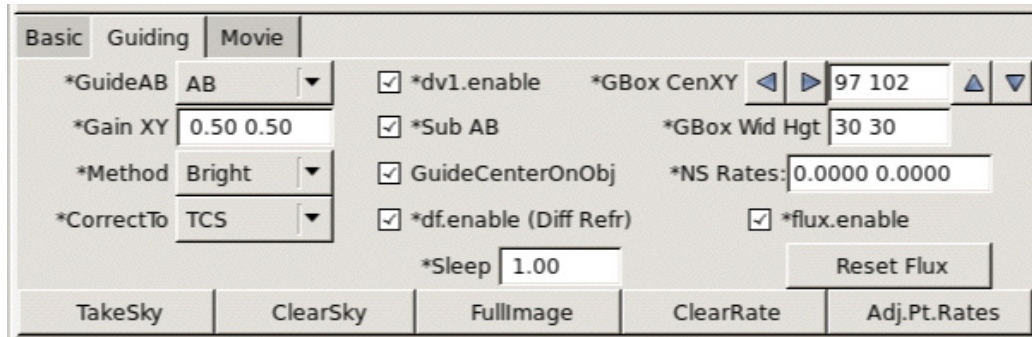 Basic Guiding Movie
*GuideAB AB *dv1.enable *GBox CenXY 97 102
*Gain XY 0.50 0.50 *Sub AB *GBox Wid Hgt 30 30
*Method Bright GuideCenterOnObj *NS Rates: 0.0000 0.0000
*CorrectTo TCS *df.enable (Diff Refr) *flux.enable
*Sleep 1.00 Reset Flux
TakeSky ClearSky FullImage ClearRate Adj.Pt.Rates